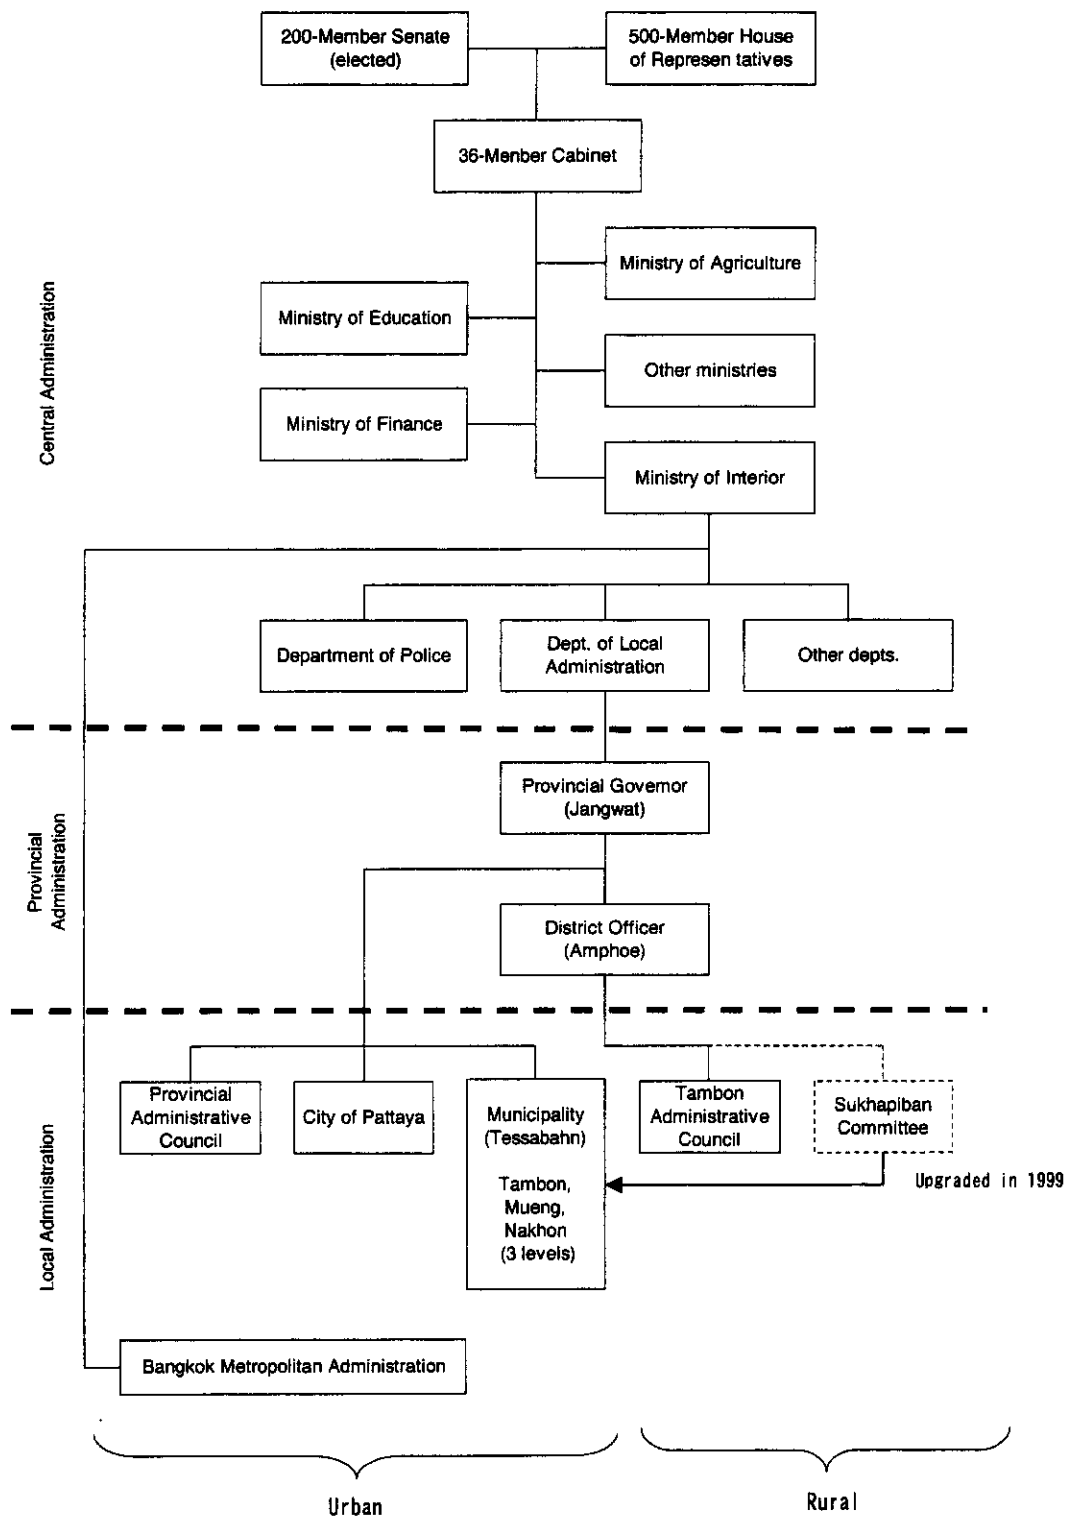 200-Member Senate
(elected)
500-Member House
of Represen tatives
36-Menber Cabinet
Central Administration
Ministry of Agriculture
Ministry of Education
Other ministries
Ministry of Finance
Ministry of Interior
Department of Police
Dept. of Local
Administration
Other depts.
Provincial
Administration
Provincial Governor
(Jangwat)
District Officer
(Amphoe)
Local Administration
Provincial
Administrative
Council
City of Pattaya
Municipality
(Tessabahn)
Tambon,
Mueng,
Nakhon
(3 levels)
Tambon
Administrative
Council
Sukhapiban
Committee
Upgraded in 1999
Bangkok Metropolitan Administration
Urban
Rural